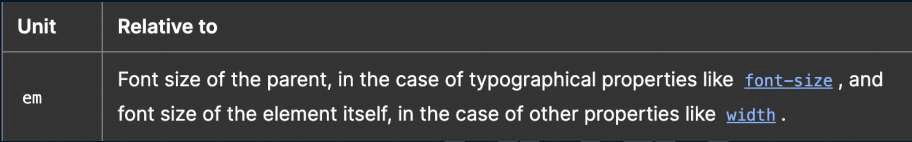 Unit Relative to
Font size of the parent, in the case of typographical properties like font-size , and
em
font size of the element itself, in the case of other properties like width .